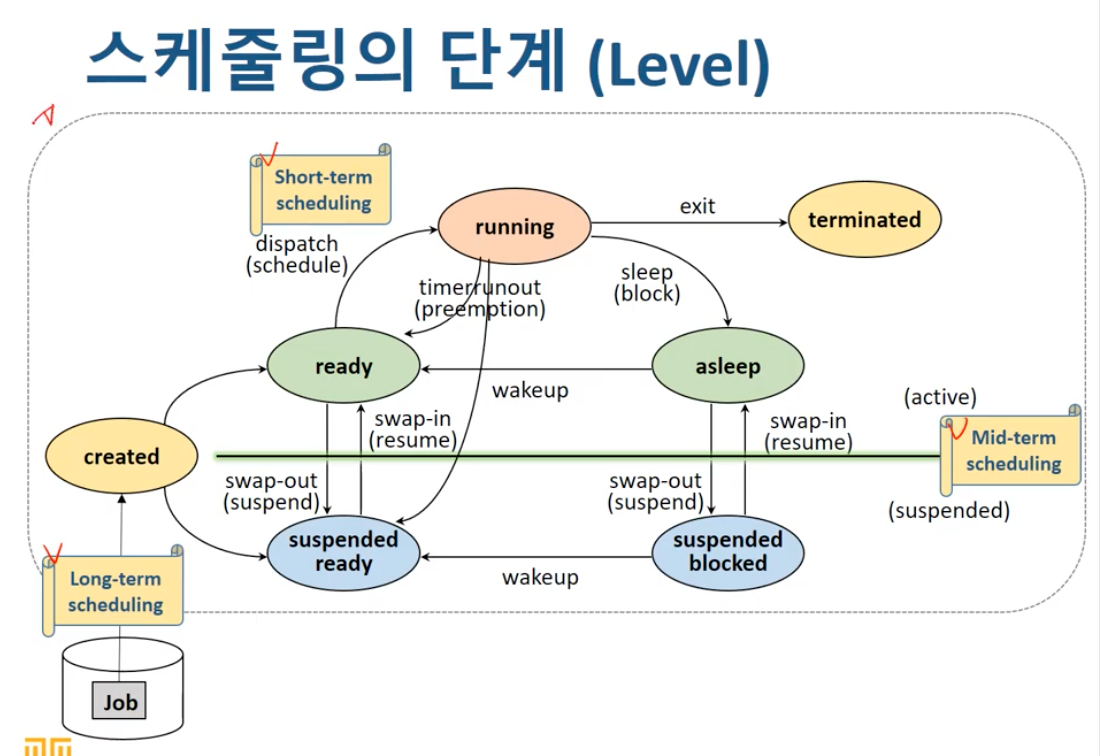 스케줄링의 단계 (Level)
Short-term
scheduling
dispatch
(schedule)
running
exit
terminated
timerrunout
(preemption)
sleep
(block)
ready
wakeup
asleep
created
swap-in
(resume)
swap-in
(resume)
(active)
Mid-term
scheduling
swap-out
(suspend)
swap-out
(suspend)
(suspended)
suspended
ready
wakeup
suspended
blocked
Long-term
scheduling
Job